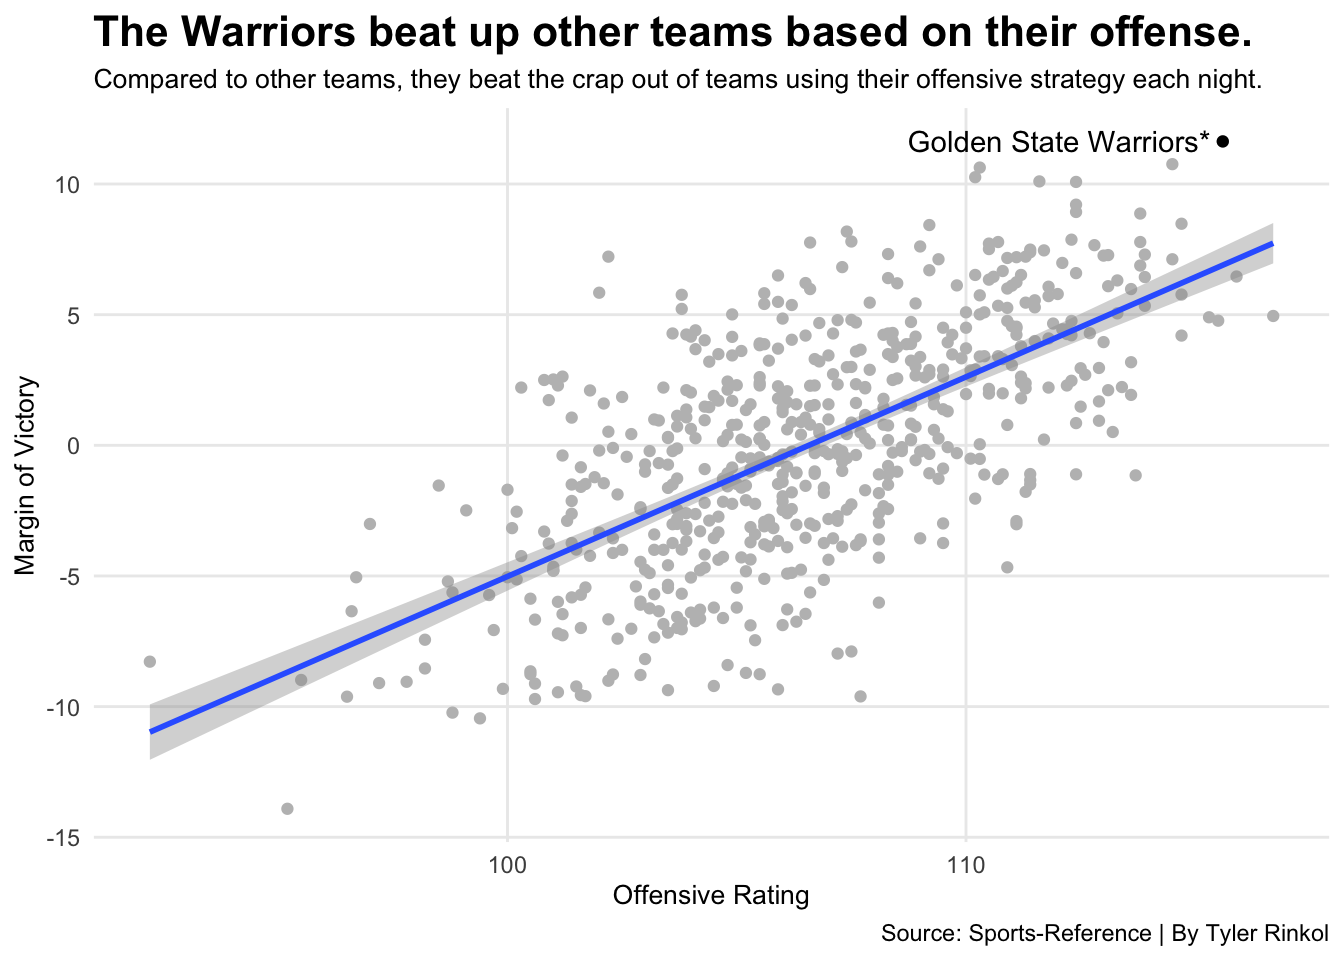 The Warriors beat up other teams based on their offense.
Compared to other teams, they beat the crap out of teams using their offensive strategy each night.
Golden State Warriors*
10
5
0
-5
-10
-15
Margin of Victory
100
110
Offensive Rating
Source: Sports-Reference | By Tyler Rinkol